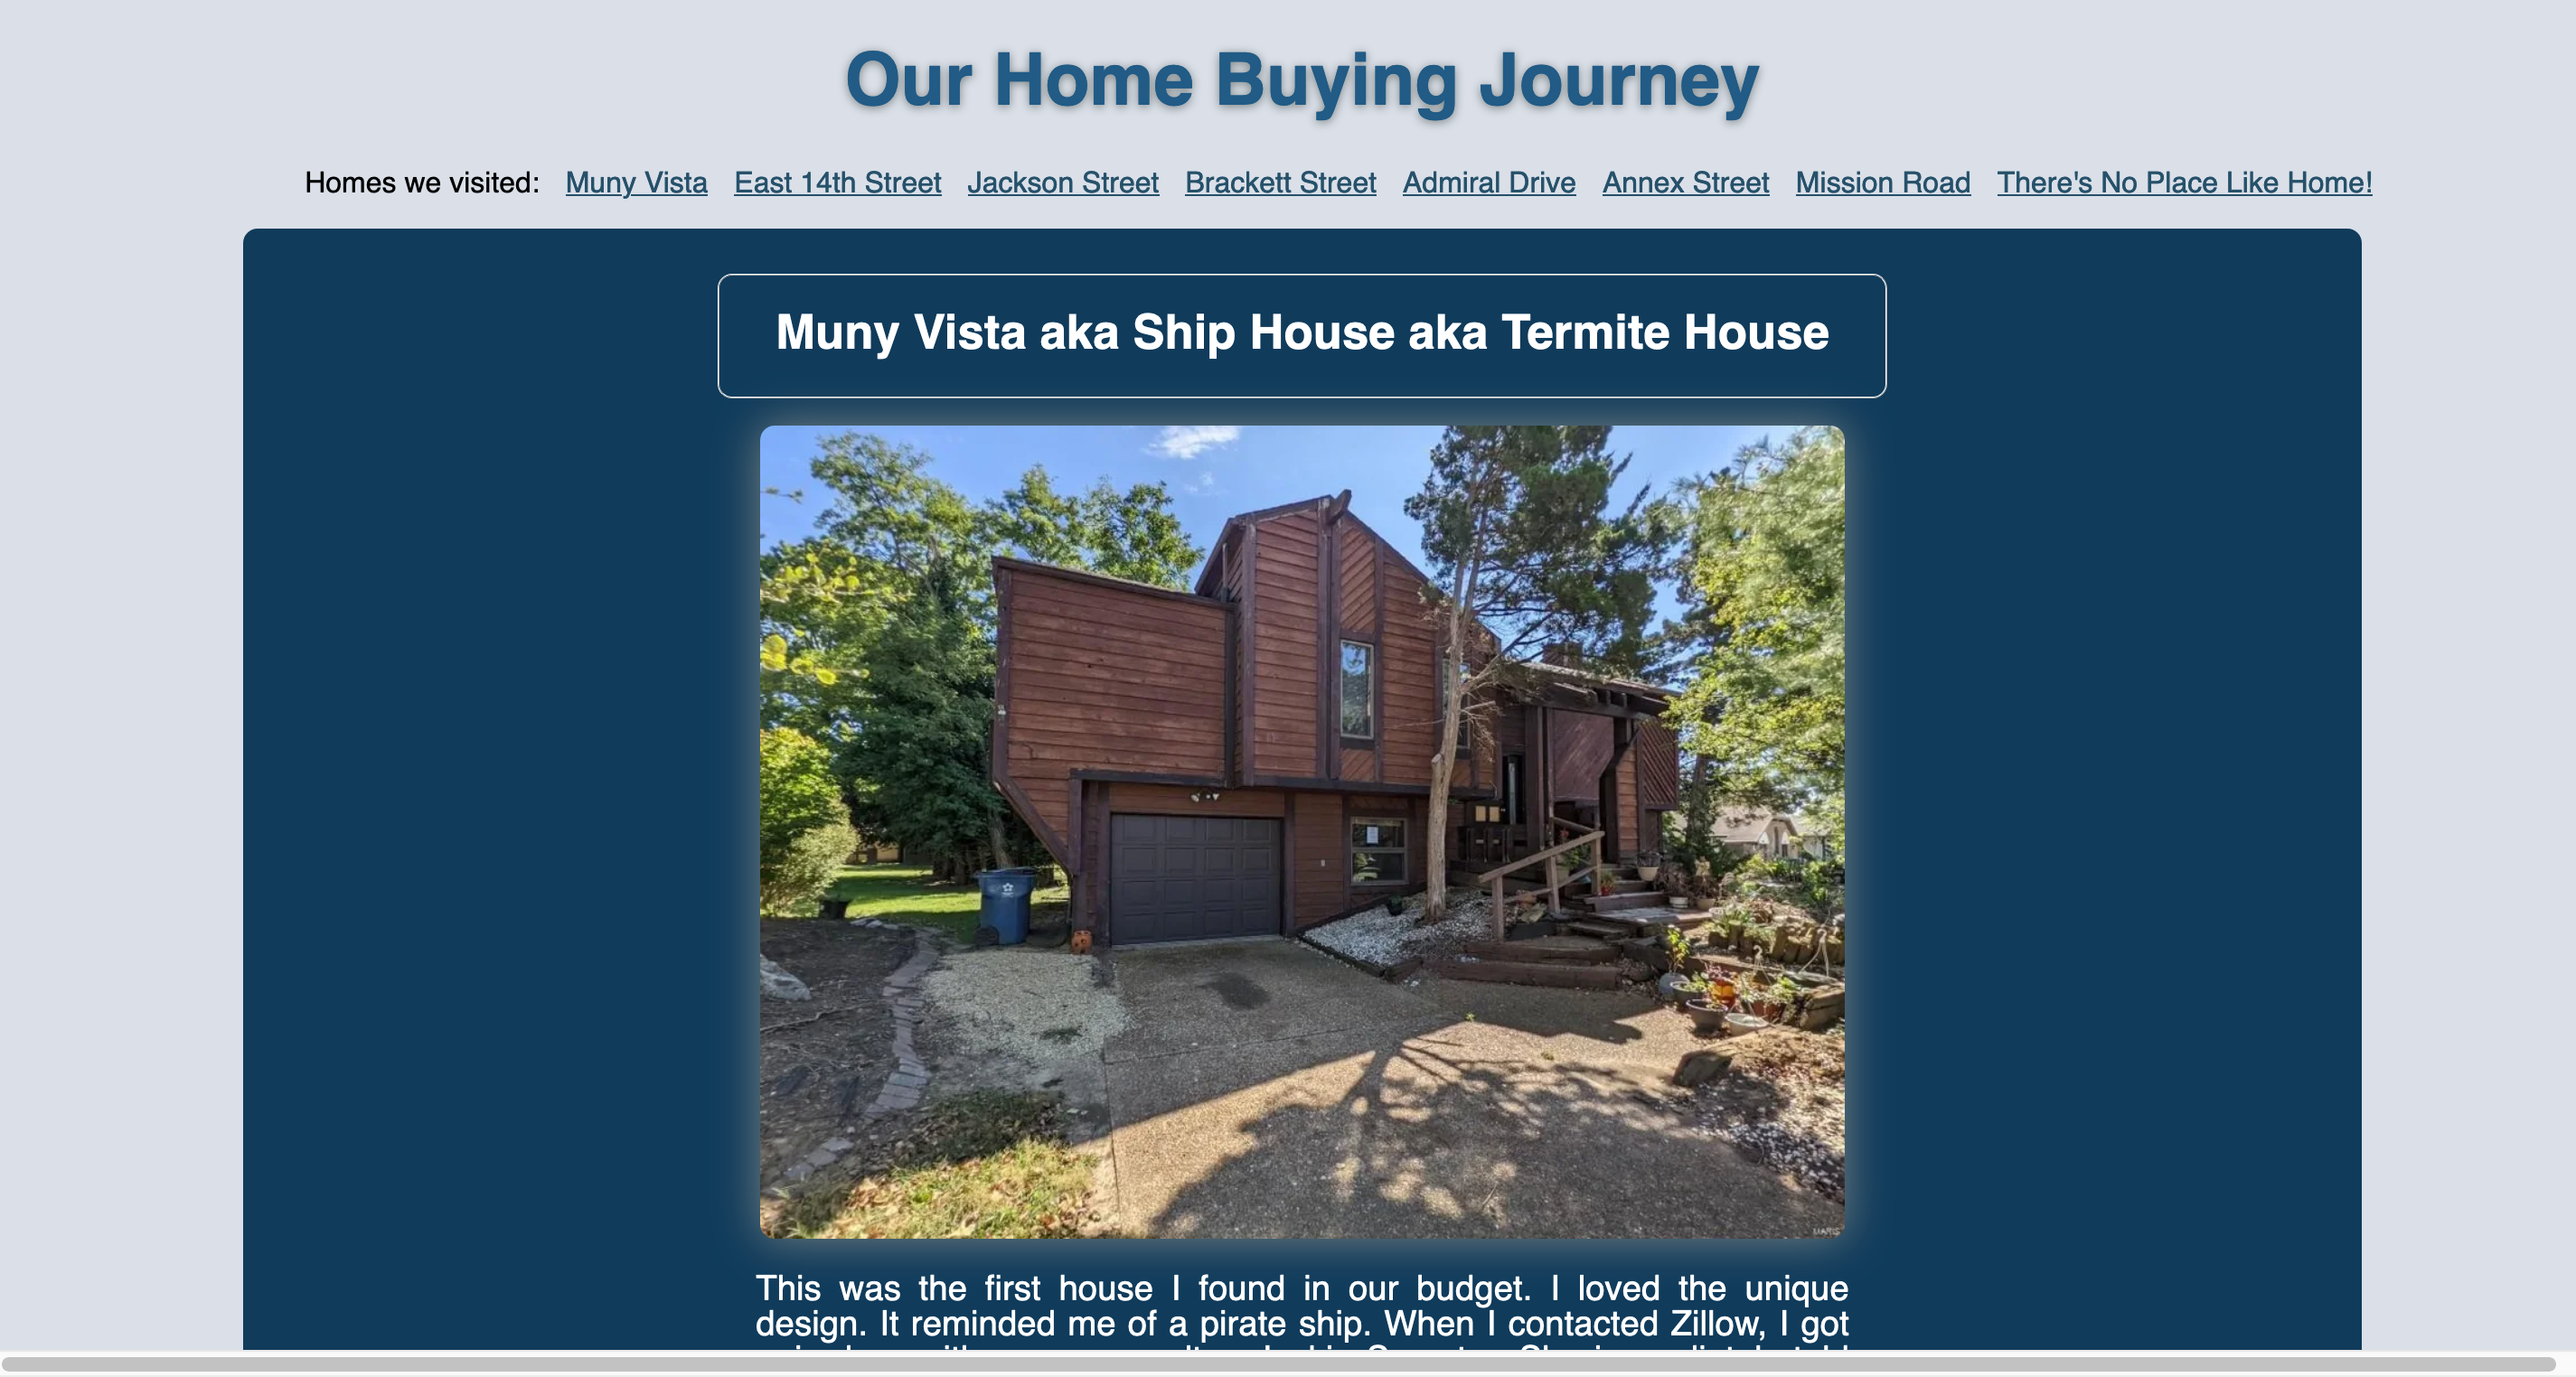 Our Home Buying Journey
Homes we visited: Muny Vista East 14th Street Jackson Street Brackett Street Admiral Drive Annex Street Mission Road There's No Place Like Home!
Muny Vista aka Ship House aka Termite House
MARIS
This was the first house I found in our budget. I loved the unique
design. It reminded me of a pirate ship. When I contacted Zillow, I got